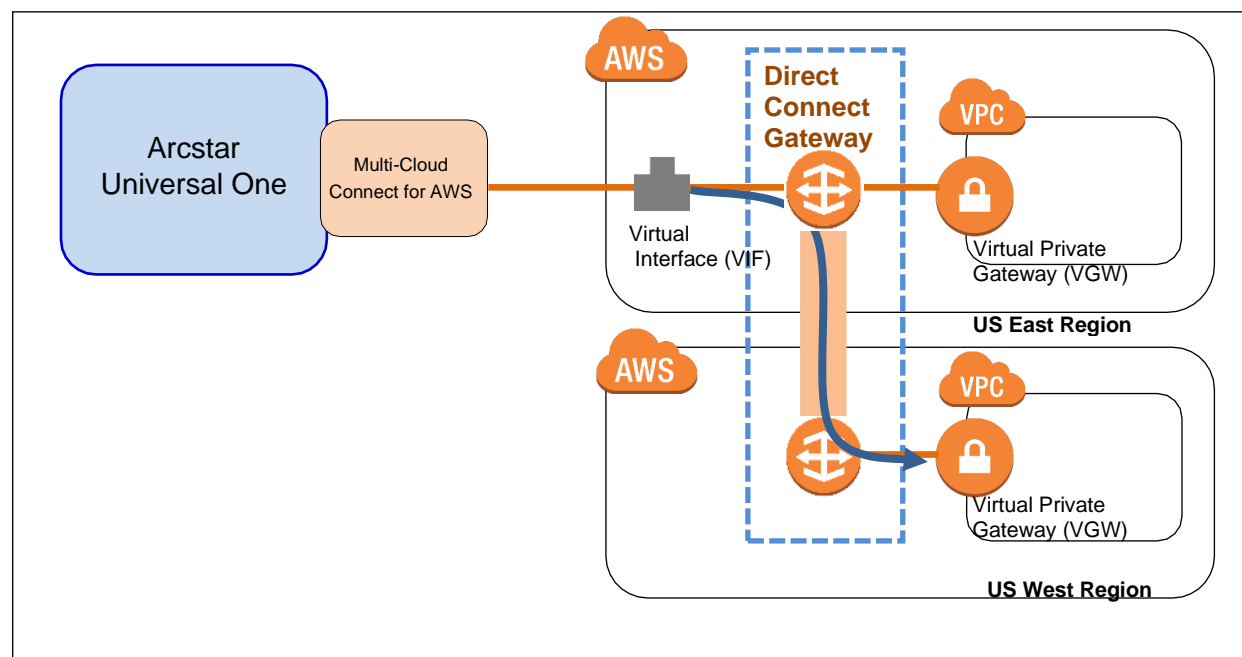 AWS
Direct
Connect
Gateway
VPC
Arcstar
Universal One
Multi-Cloud
Connect for AWS
Virtual
Interface (VIF)
Virtual Private
Gateway (VGW)
US East Region
AWS
VPC
Virtual Private
Gateway (VGW)
US West Region